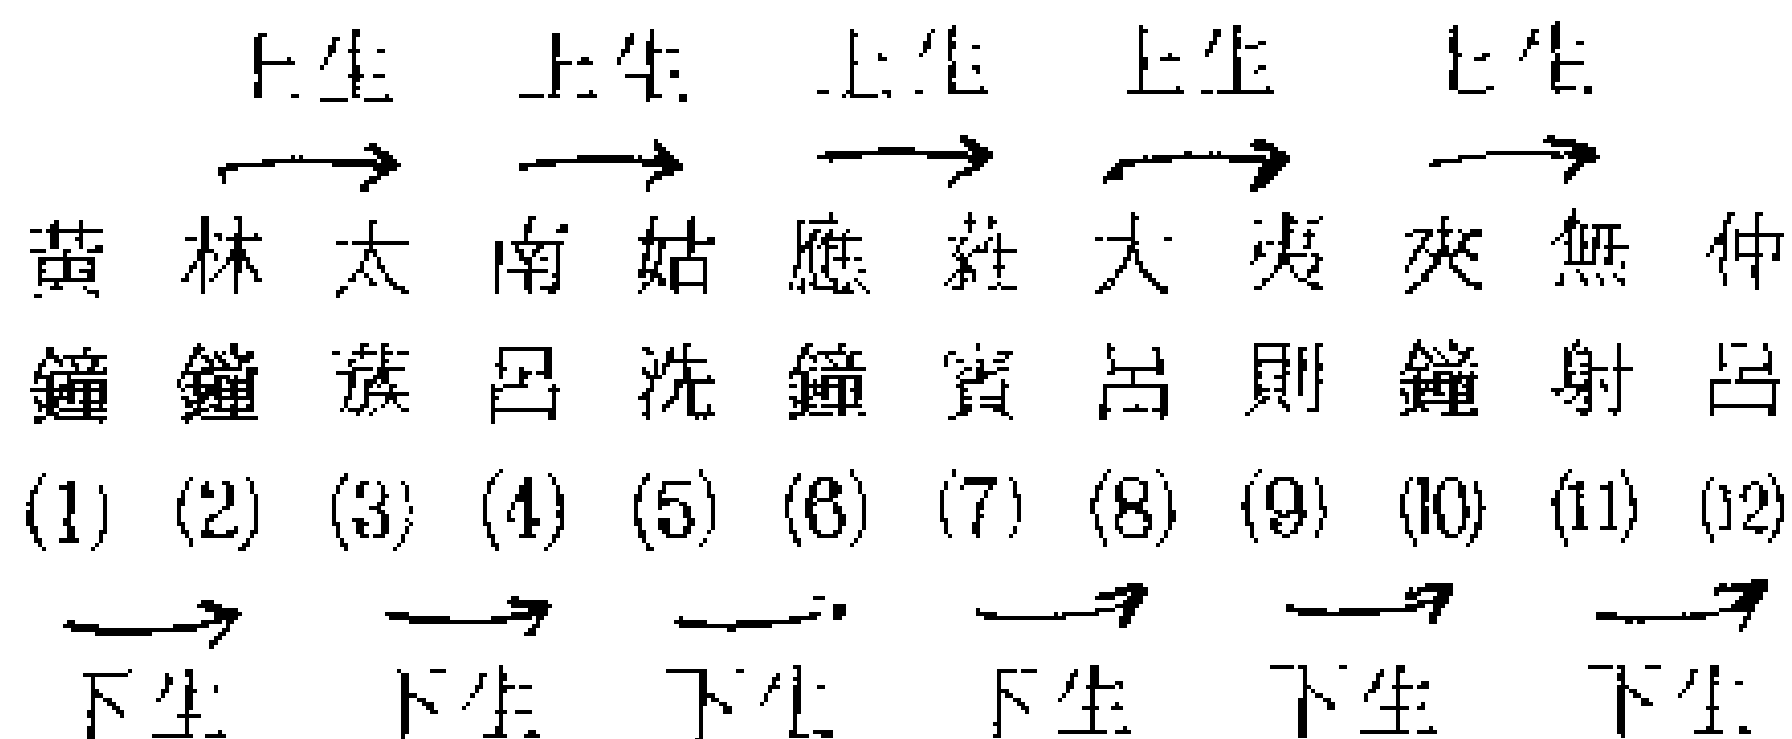 上生 上生 上生 上生 上生
黄 林 太 南 姑 應 蕤 大 夷 夾 無 仲
鐘 鐘 蔟 呂 洗 鐘 賓 呂 則 鐘 射 呂
(1) (2) (3) (4) (5) (6) (7) (8) (9) (10) (11) (12)
下生 下生 下生 下生 下生 下生